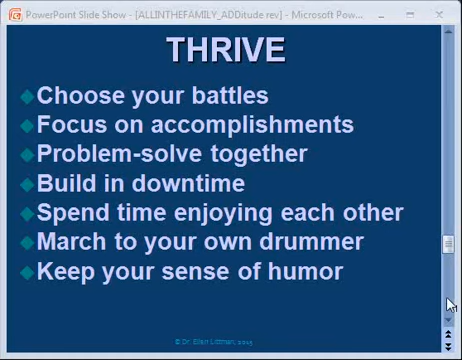 PowerPoint Slide Show - [ALLINTHEFAMILY_ADDitude.rev] - Microsoft Pow...
THRIVE
Choose your battles
Focus on accomplishments
Problem-solve together
Build in downtime
Spend time enjoying each other
March to your own drummer
Keep your sense of humor
© Dr. Ellen Littman, 2015